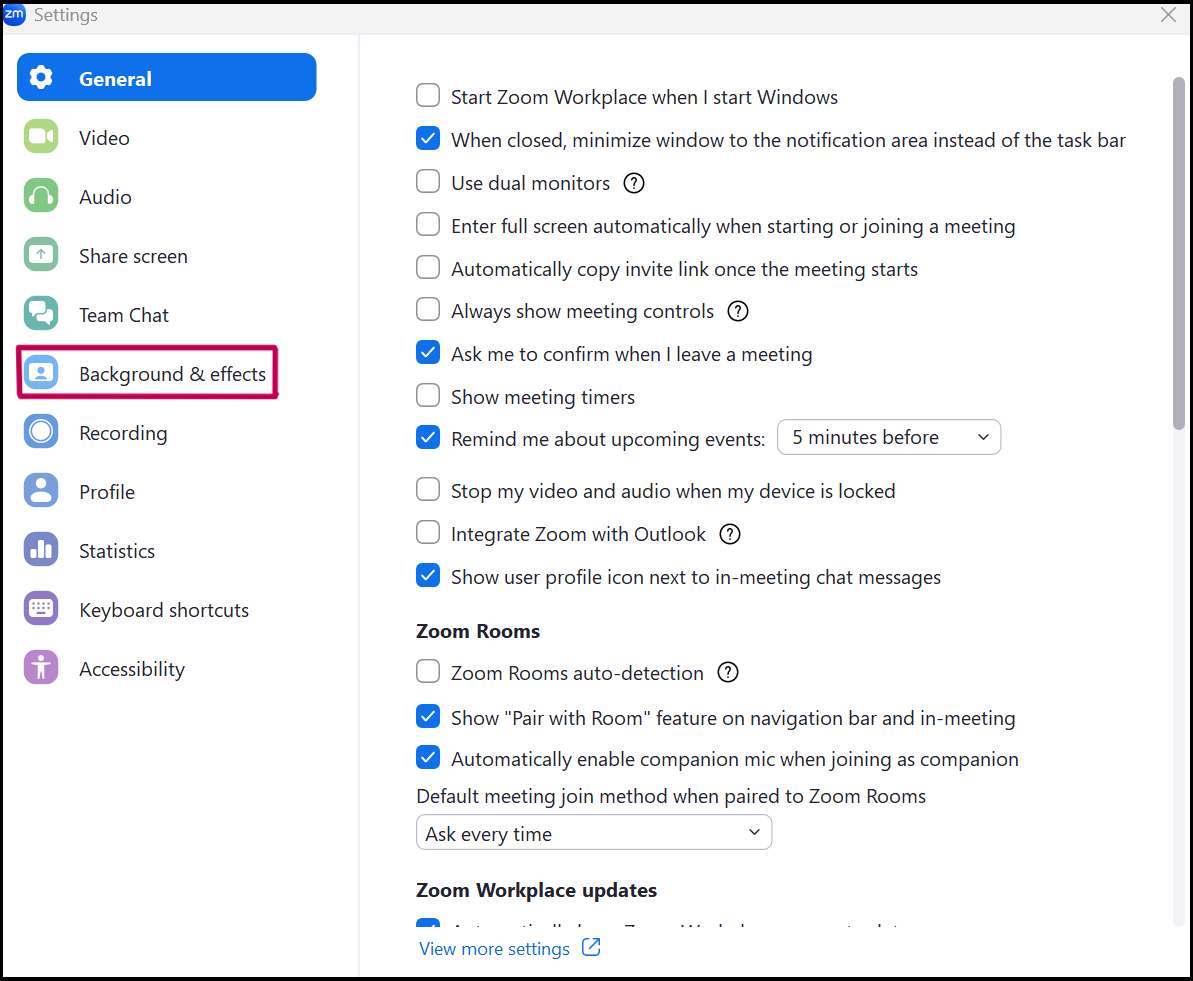 zm Settings
General
Video
Audio
Share screen
Team Chat
Background & effects
Recording
Profile
Statistics
Keyboard shortcuts
Accessibility
Start Zoom Workplace when I start Windows
When closed, minimize window to the notification area instead of the task bar
Use dual monitors ?
Enter full screen automatically when starting or joining a meeting
Automatically copy invite link once the meeting starts
Always show meeting controls ?
Ask me to confirm when I leave a meeting
Show meeting timers
Remind me about upcoming events: 5 minutes before
Stop my video and audio when my device is locked
Integrate Zoom with Outlook ?
Show user profile icon next to in-meeting chat messages
Zoom Rooms
Zoom Rooms auto-detection ?
Show "Pair with Room" feature on navigation bar and in-meeting
Automatically enable companion mic when joining as companion
Default meeting join method when paired to Zoom Rooms
Ask every time
Zoom Workplace updates
View more settings